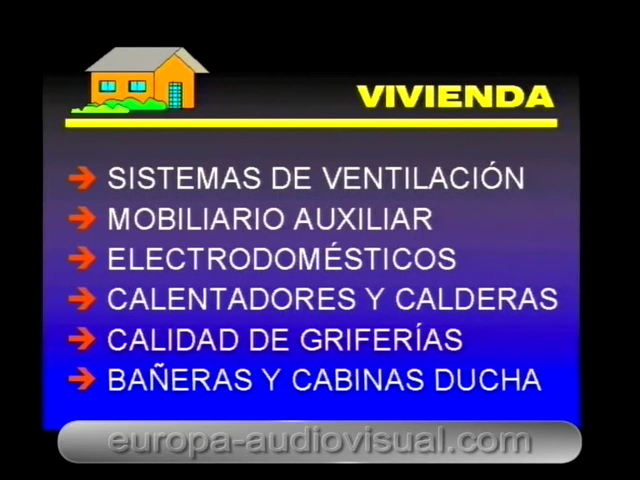 VIVIENDA
SISTEMAS DE VENTILACIÓN
MOBILIARIO AUXILIAR
ELECTRODOMÉSTICOS
CALENTADORES Y CALDERAS
CALIDAD DE GRIFERÍAS
BAÑERAS Y CABINAS DUCHA
europa-audiovisual.com